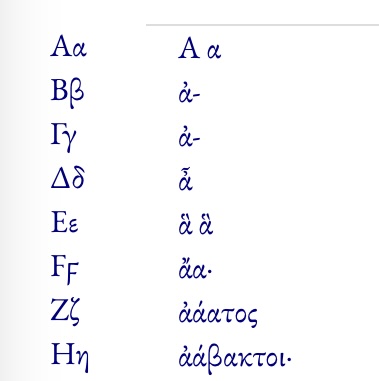 Αα Α α
Ββ ἀ-
Γγ ἀ-
Δδ ἆ
Εε ἃ ἃ
Ϝϝ ἄα·
Ζζ ἀάατος
Ηη ἀάβακτοι·